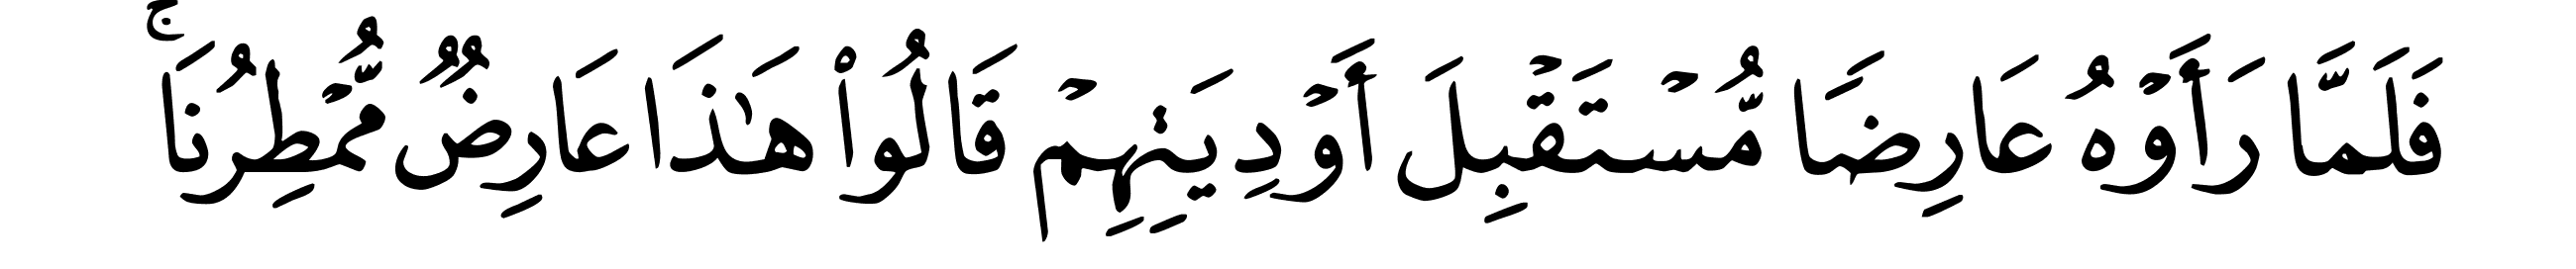 فَلَمَّا رَأَوۡهُ عَارِضٗا مُّسۡتَقۡبِلَ أَوۡدِيَتِهِمۡ قَالُواْ هَٰذَا عَارِضٞ مُّمۡطِرُنَاۚ